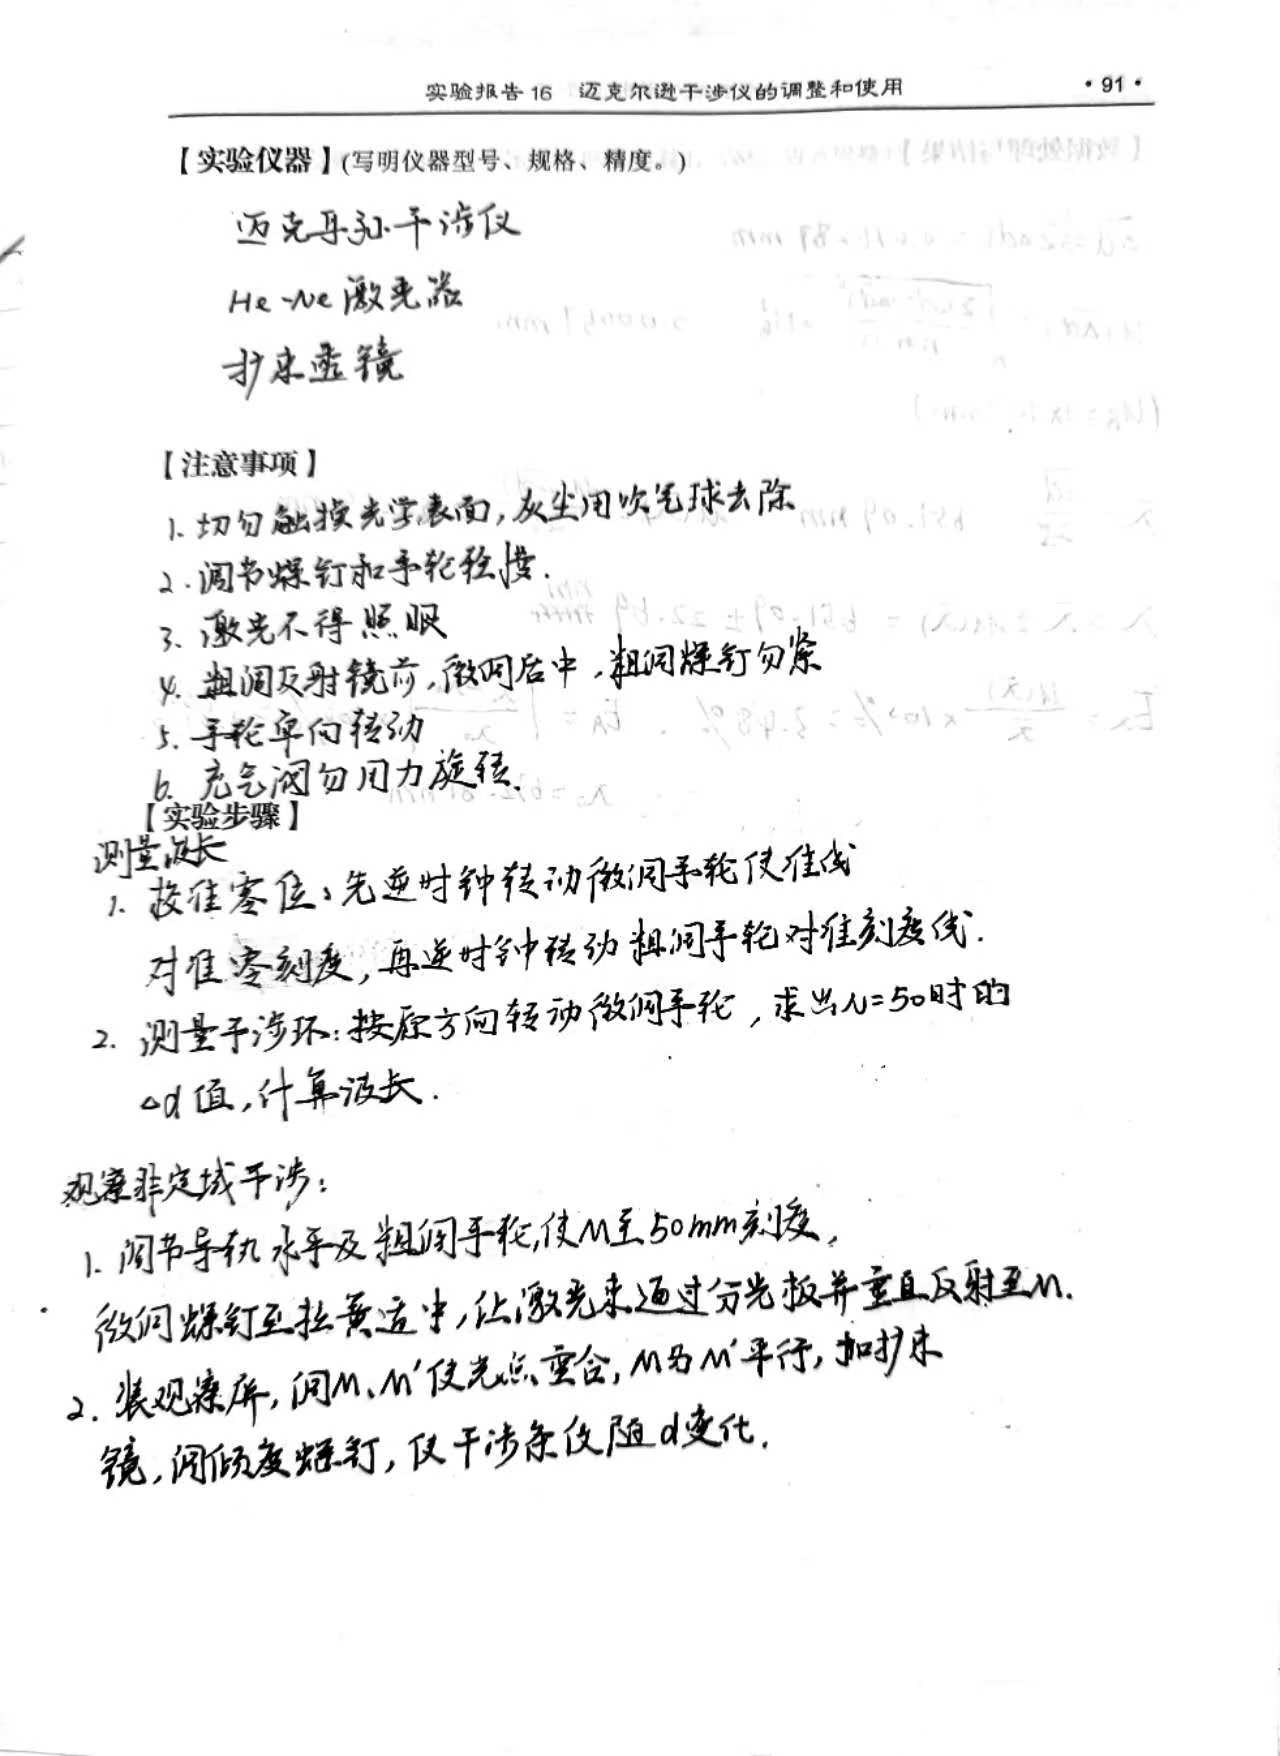 实验报告 16 迈克尔逊干涉仪的调整和使用
· 91 ·
【实验仪器】(写明仪器型号、规格、精度。)
迈克耳孙干涉仪
He-Ne 激光器
扩束透镜
【注意事项】
1. 切勿触摸光学表面,灰尘用吹气球去除
2. 调节螺钉和手轮轻慢.
3. 激光不得照眼
4. 粗调反射镜前,微调居中,粗调螺钉勿紧
5. 手轮单向转动
6. 充气阀勿用力旋转.
【实验步骤】
测量波长
1. 校准零位:先逆时钟转动微调手轮使准线
对准零刻度,再逆时钟转动粗调手轮对准刻度线.
2. 测量干涉环:按原方向转动微调手轮,求出N=50时的
△d 值,计算波长.
观察非定域干涉:
1. 调节导轨水平及粗调手轮,使M至50mm刻度,
微调螺钉至拉簧适中,让激光束通过分光板并垂直反射至M.
2. 装观察屏,调M、M'使光点重合,M与M'平行,加扩束
镜,调倾度螺钉,使干涉条仪随d变化.